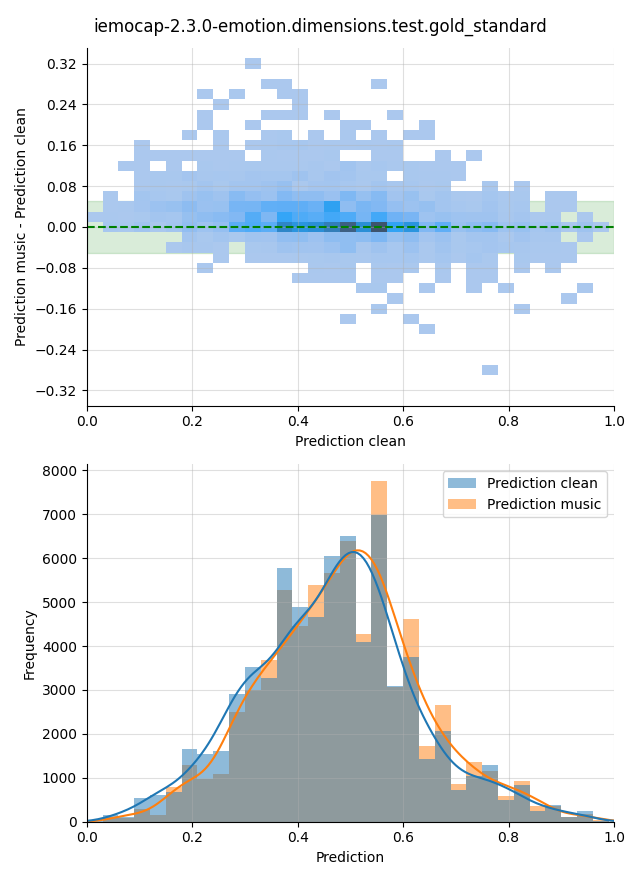 iemocap-2.3.0-emotion.dimensions.test.gold_standard
0.32
0.24
0.16
0.08
0.00
−0.08
−0.16
−0.24
−0.32
Prediction music - Prediction clean
0.0 0.2 0.4 0.6 0.8 1.0
Prediction clean
8000
7000
6000
5000
4000
3000
2000
1000
0
Frequency
Prediction clean
Prediction music
0.0 0.2 0.4 0.6 0.8 1.0
Prediction